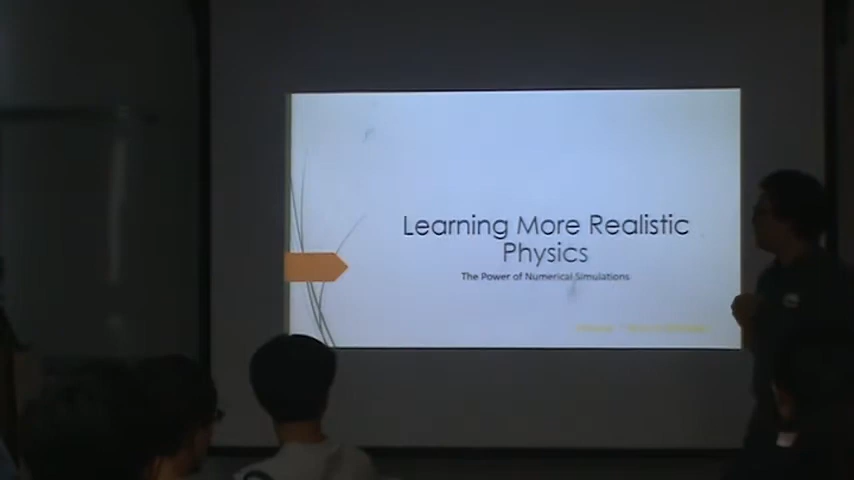 Learning More Realistic
Physics
The Power of Numerical Simulations